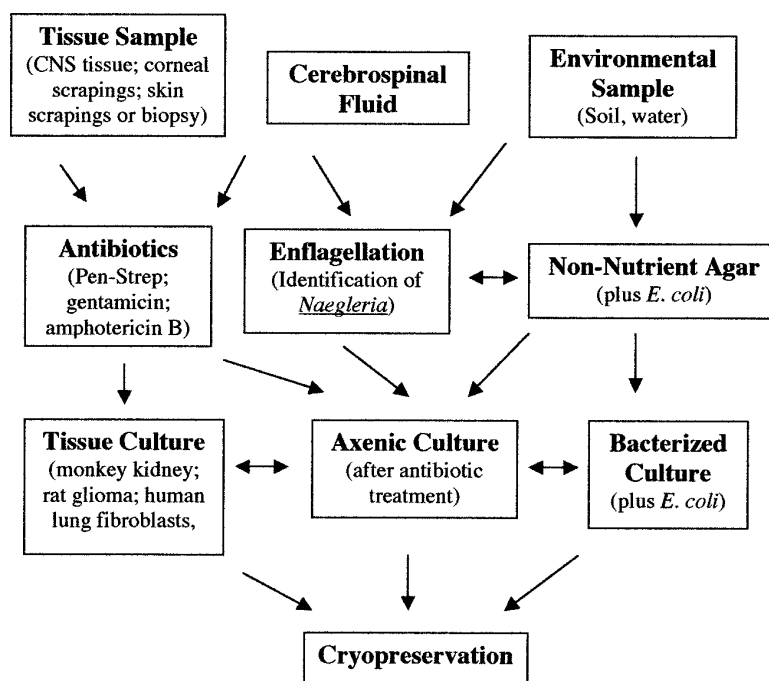 Tissue Sample
(CNS tissue; corneal
scrapings; skin
scrapings or biopsy)
Cerebrospinal
Fluid
Environmental
Sample
(Soil, water)
Antibiotics
(Pen-Strep;
gentamicin;
amphotericin B)
Enflagellation
(Identification of
Naegleria)
Non-Nutrient Agar
(plus E. coli)
Tissue Culture
(monkey kidney;
rat glioma; human
lung fibroblasts,
Axenic Culture
(after antibiotic
treatment)
Bacterized
Culture
(plus E. coli)
Cryopreservation